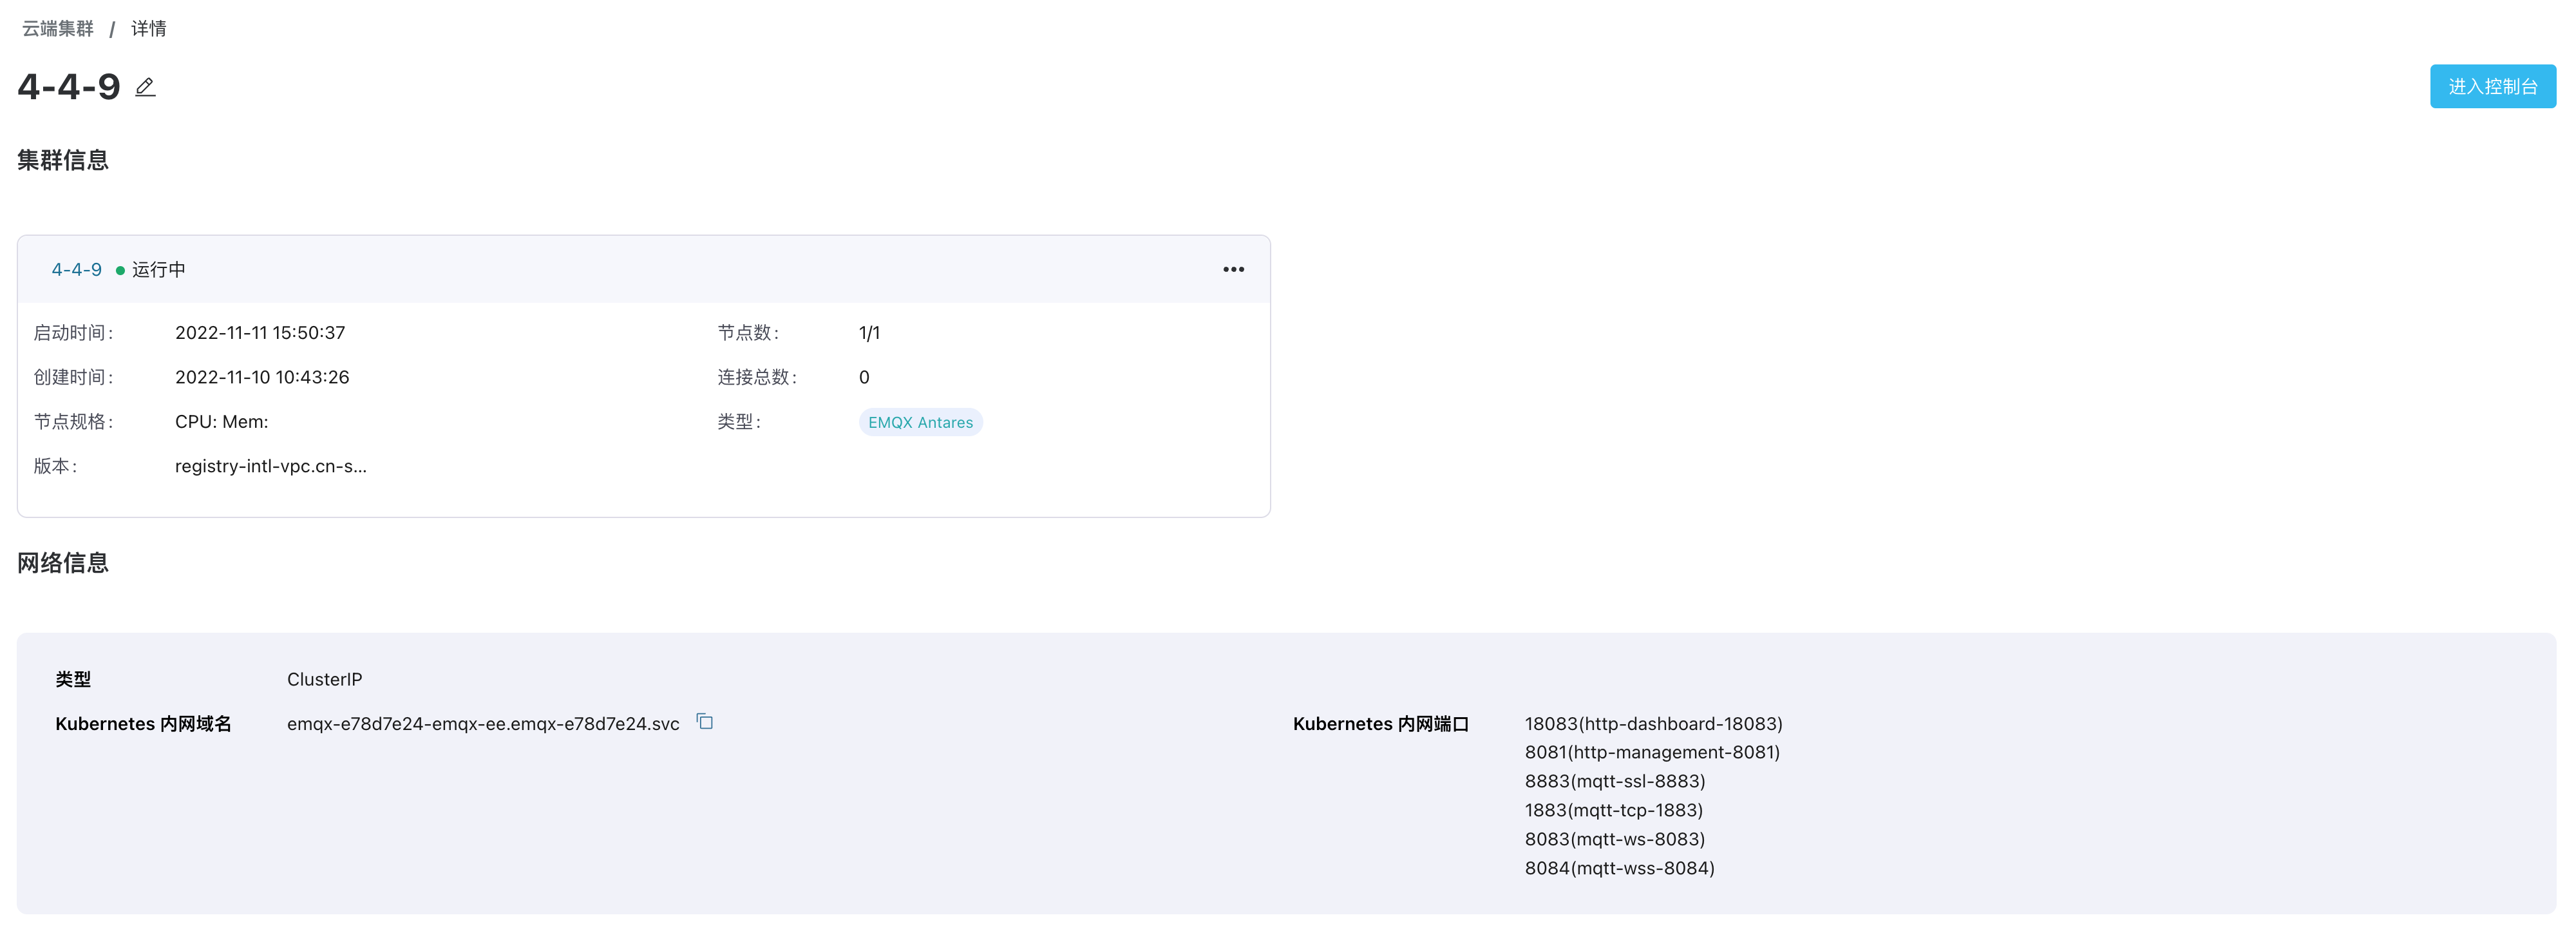 云端集群 / 详情
4-4-9
进入控制台
集群信息
4-4-9 运行中
启动时间: 2022-11-11 15:50:37 节点数: 1/1
创建时间: 2022-11-10 10:43:26 连接总数: 0
节点规格: CPU: Mem: 类型: EMQX Antares
版本: registry-intl-vpc.cn-s...
网络信息
类型 ClusterIP
Kubernetes 内网域名 emqx-e78d7e24-emqx-ee.emqx-e78d7e24.svc Kubernetes 内网端口 18083(http-dashboard-18083)
8081(http-management-8081)
8883(mqtt-ssl-8883)
1883(mqtt-tcp-1883)
8083(mqtt-ws-8083)
8084(mqtt-wss-8084)